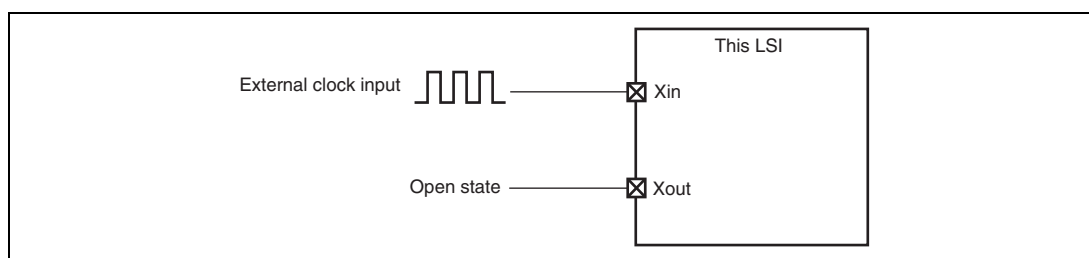 This LSI
External clock input
Xin
Open state
Xout